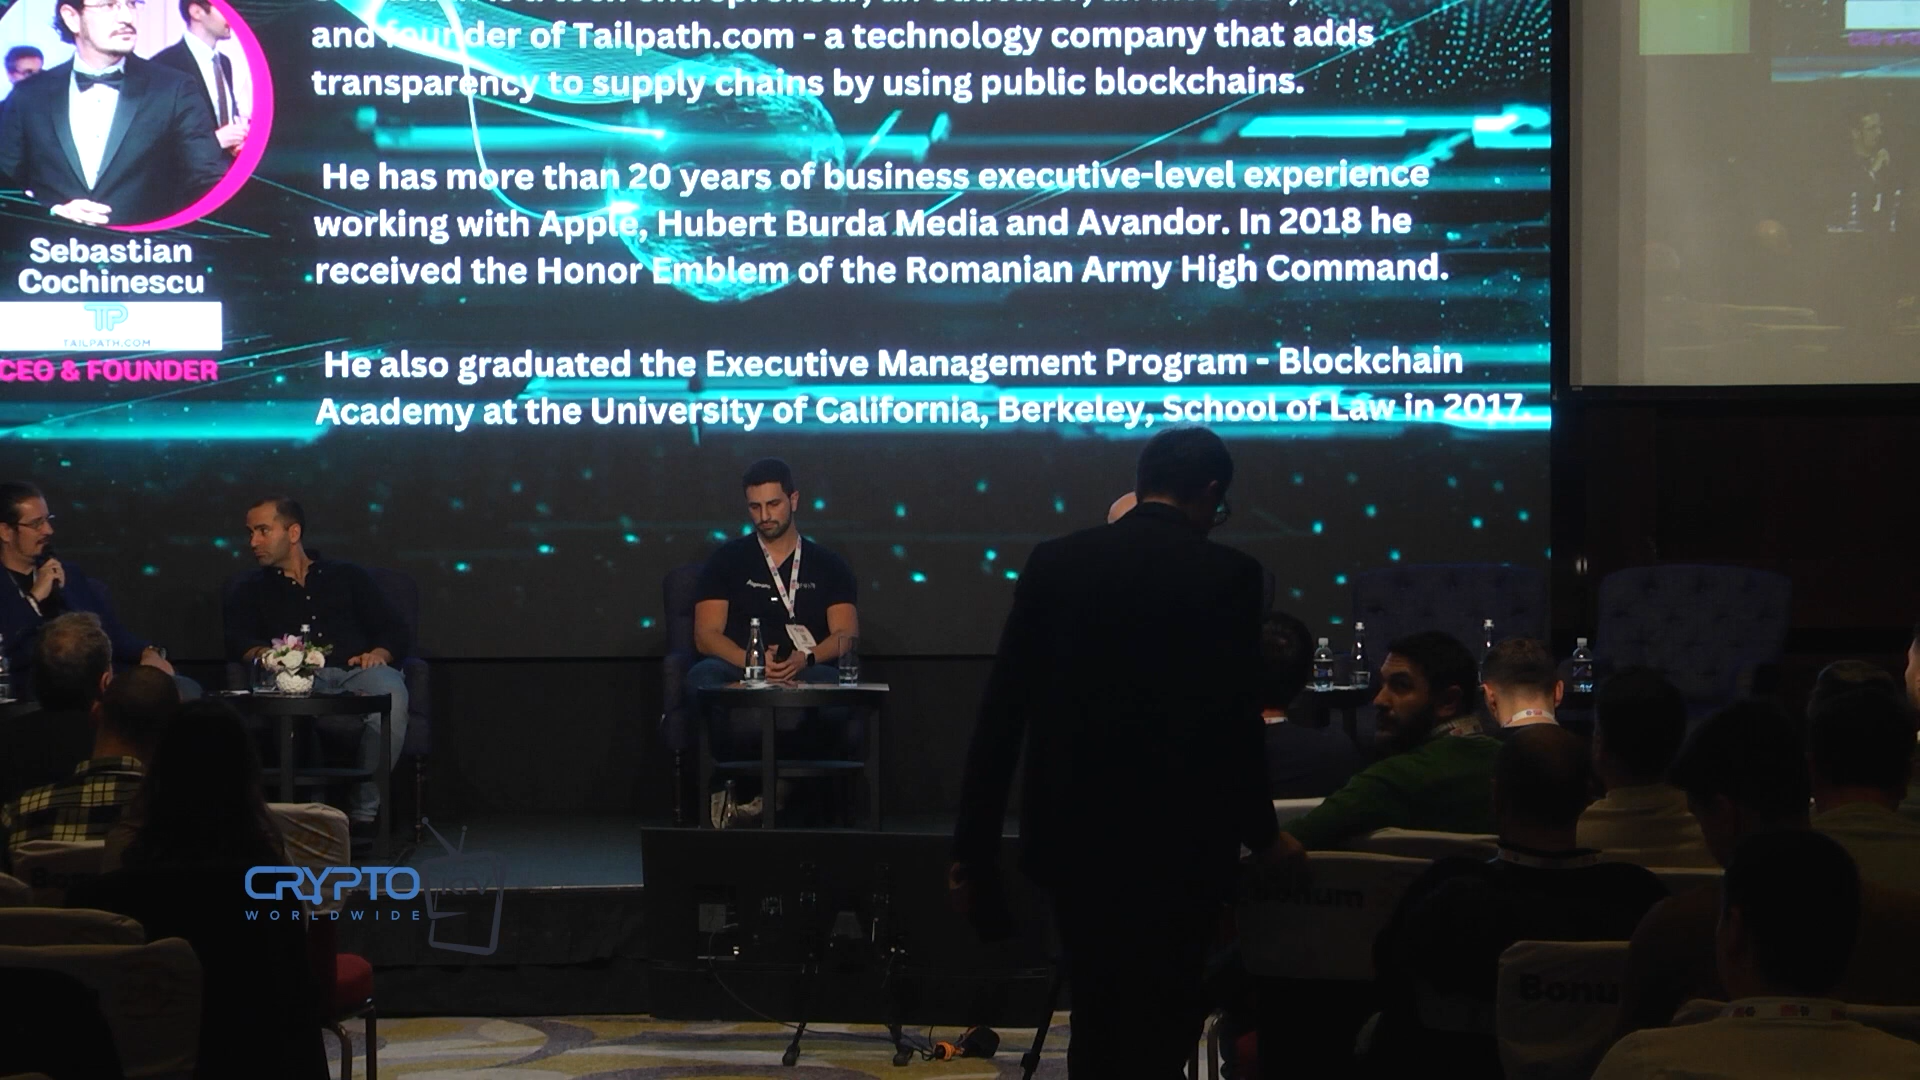 and founder of Tailpath.com - a technology company that adds
transparency to supply chains by using public blockchains.
He has more than 20 years of business executive-level experience
working with Apple, Hubert Burda Media and Avandor. In 2018 he
received the Honor Emblem of the Romanian Army High Command.
He also graduated the Executive Management Program - Blockchain
Academy at the University of California, Berkeley, School of Law in 2017.
Sebastian
Cochinescu
TP
TAILPATH.COM
CEO & FOUNDER
CRYPTO
WORLDWIDE
KTV
Bonum
Bonu